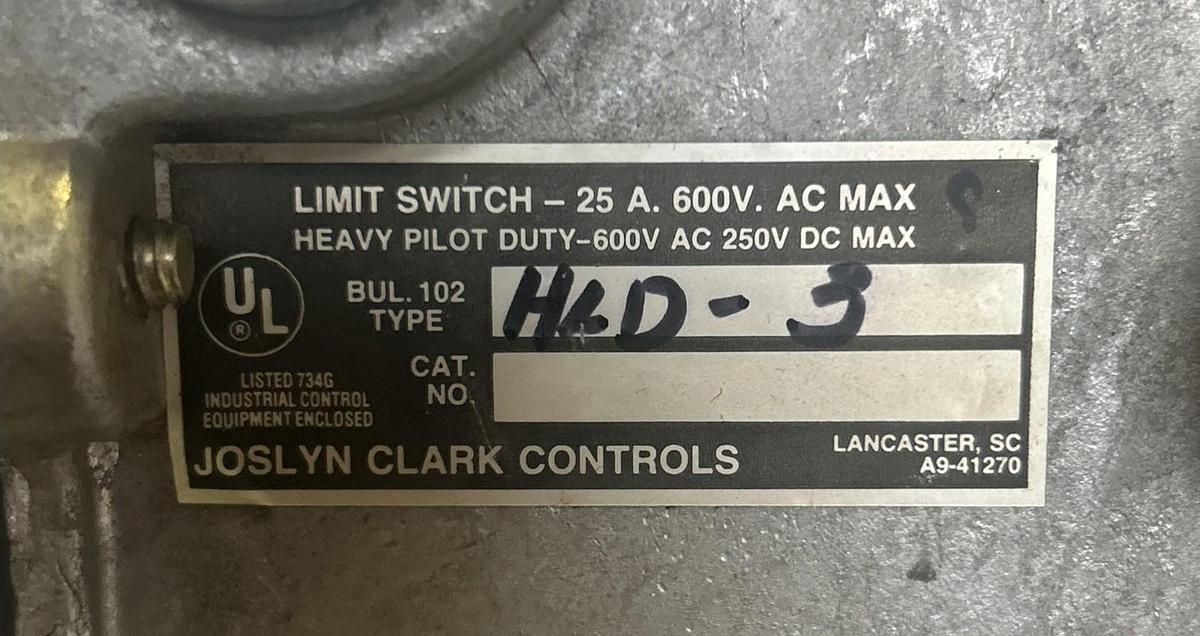 LIMIT SWITCH – 25 A. 600V. AC MAX
HEAVY PILOT DUTY–600V AC 250V DC MAX
UL
®
BUL. 102
TYPE
HLD - 3
LISTED 734G
INDUSTRIAL CONTROL
EQUIPMENT ENCLOSED
CAT.
NO.
JOSLYN CLARK CONTROLS
LANCASTER, SC
A9-41270